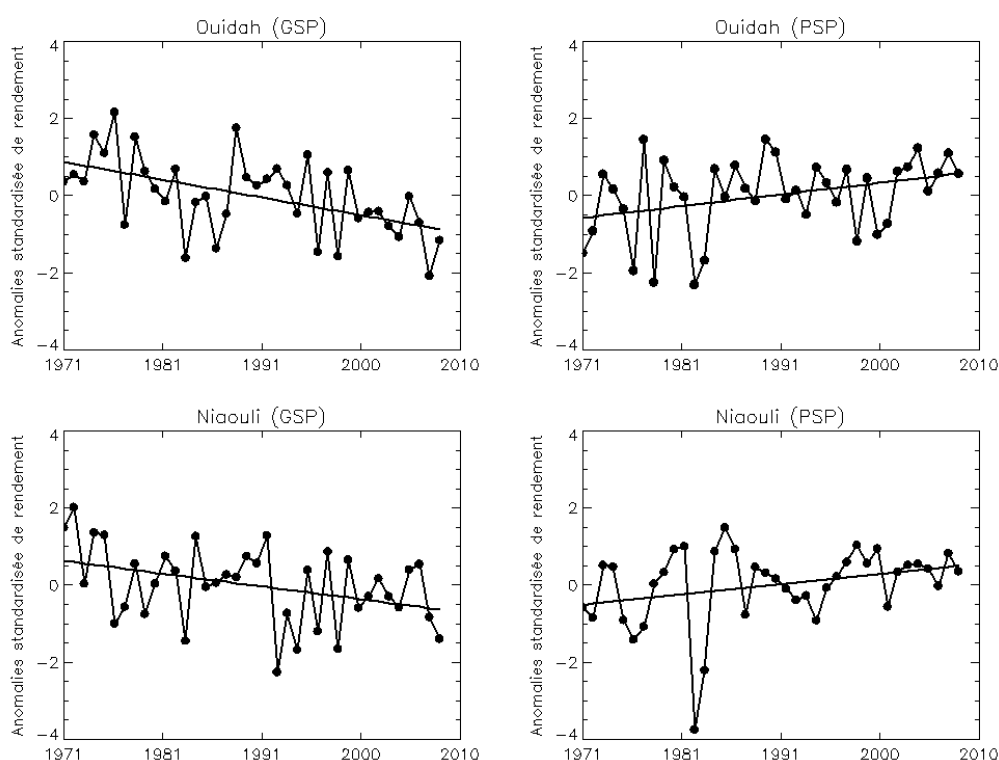 Ouidah (GSP)
Anomalies standardisée de rendement
4
2
0
−2
−4
1971 1981 1991 2000 2010
Ouidah (PSP)
Anomalies standardisée de rendement
4
2
0
−2
−4
1971 1981 1991 2000 2010
Niaouli (GSP)
Anomalies standardisée de rendement
4
2
0
−2
−4
1971 1981 1991 2000 2010
Niaouli (PSP)
Anomalies standardisée de rendement
4
2
0
−2
−4
1971 1981 1991 2000 2010